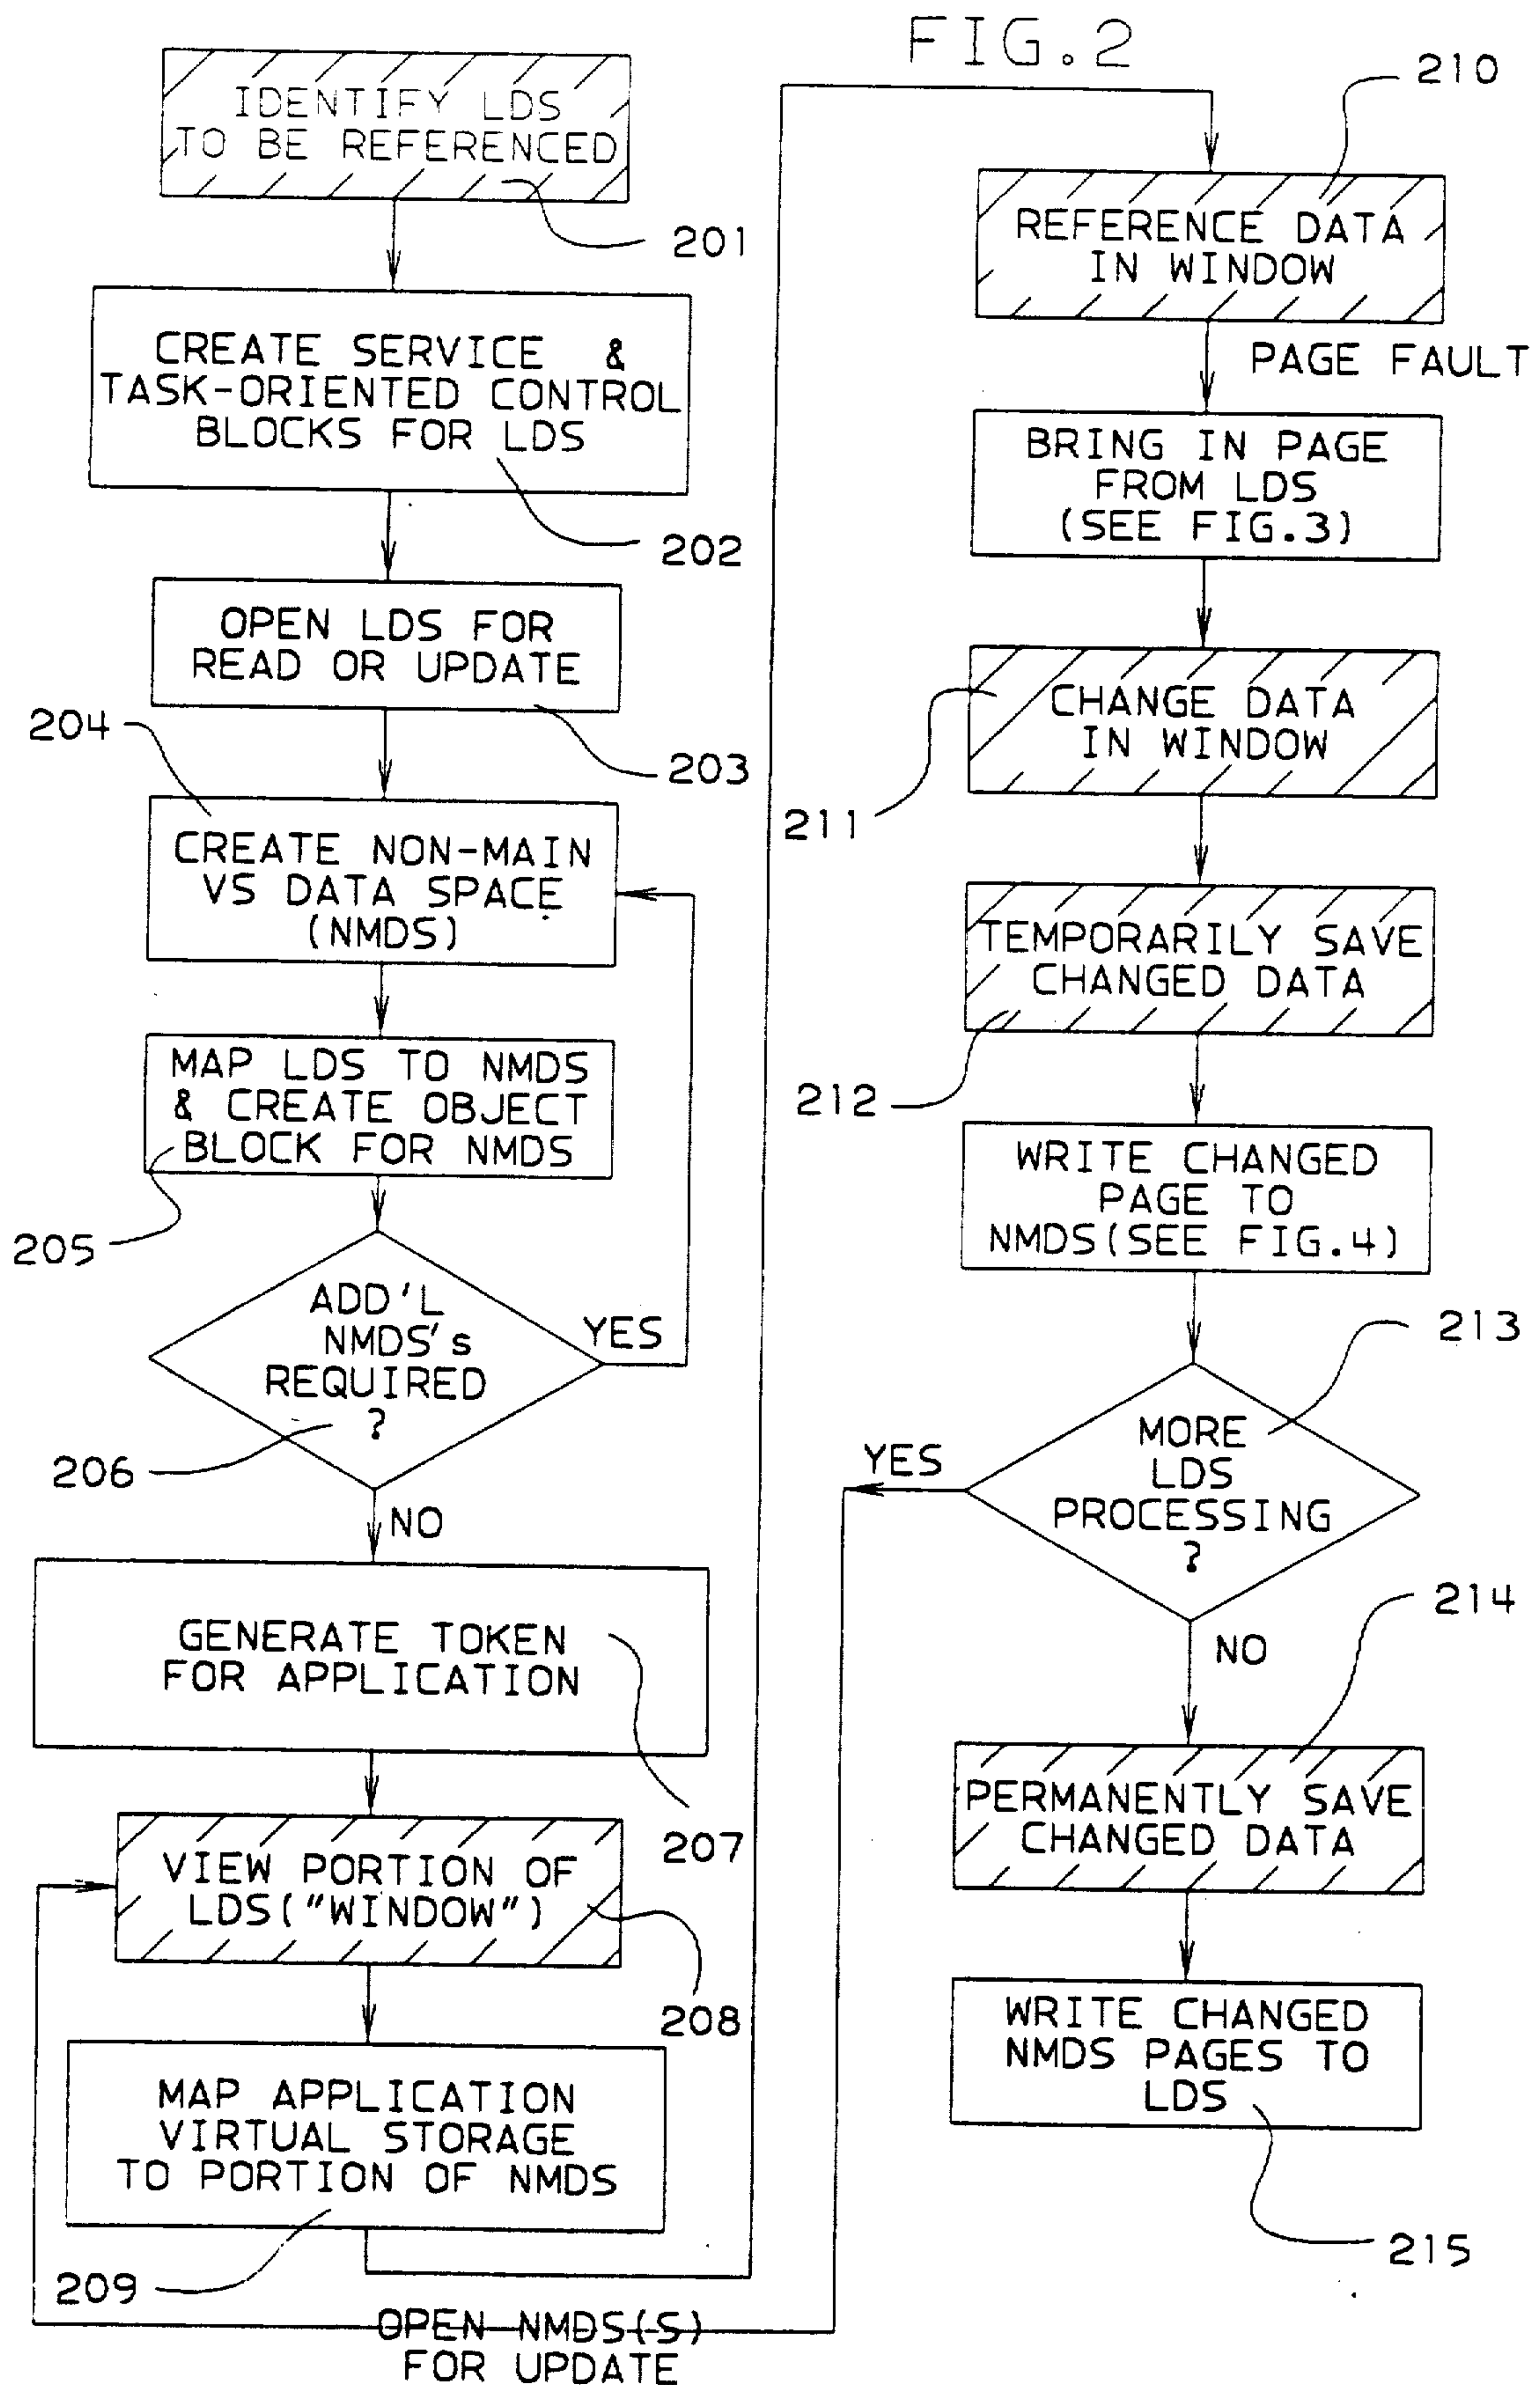 FIG.2
IDENTIFY LDS
TO BE REFERENCED
201
CREATE SERVICE &
TASK-ORIENTED CONTROL
BLOCKS FOR LDS
202
OPEN LDS FOR
READ OR UPDATE
203
204
CREATE NON-MAIN
VS DATA SPACE
(NMDS)
MAP LDS TO NMDS
& CREATE OBJECT
BLOCK FOR NMDS
205
ADD'L
NMDS's
REQUIRED
?
YES
206
NO
GENERATE TOKEN
FOR APPLICATION
207
VIEW PORTION OF
LDS("WINDOW")
208
MAP APPLICATION
VIRTUAL STORAGE
TO PORTION OF NMDS
209
OPEN NMDS(S)
FOR UPDATE
210
REFERENCE DATA
IN WINDOW
PAGE FAULT
BRING IN PAGE
FROM LDS
(SEE FIG.3)
CHANGE DATA
IN WINDOW
211
TEMPORARILY SAVE
CHANGED DATA
212
WRITE CHANGED
PAGE TO
NMDS(SEE FIG.4)
213
MORE
LDS
PROCESSING
?
YES
NO
214
PERMANENTLY SAVE
CHANGED DATA
WRITE CHANGED
NMDS PAGES TO
LDS
215